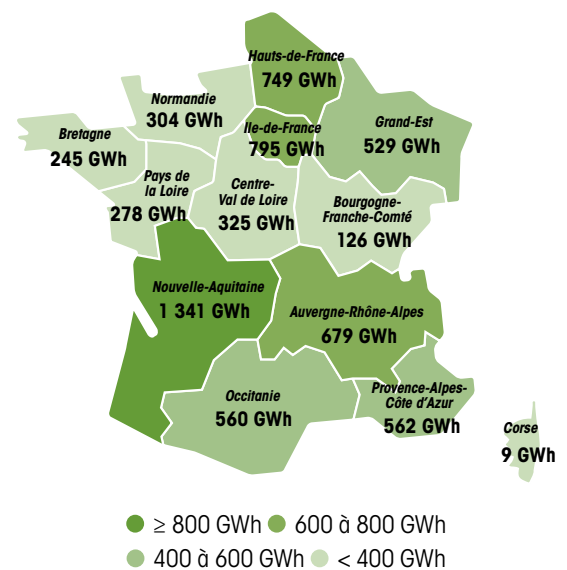 Hauts-de-France
749 GWh
Normandie
304 GWh
Ile-de-France
795 GWh
Grand-Est
529 GWh
Bretagne
245 GWh
Pays de
la Loire
278 GWh
Centre-
Val de Loire
325 GWh
Bourgogne-
Franche-Comté
126 GWh
Nouvelle-Aquitaine
1 341 GWh
Auvergne-Rhône-Alpes
679 GWh
Occitanie
560 GWh
Provence-Alpes-
Côte d'Azur
562 GWh
Corse
9 GWh
≥ 800 GWh
600 à 800 GWh
400 à 600 GWh
< 400 GWh